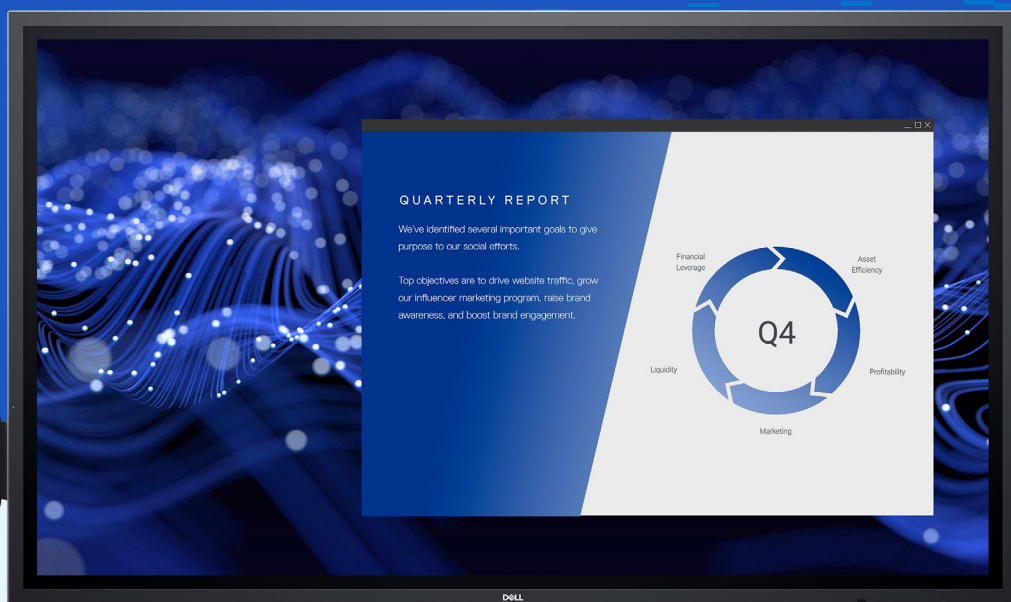 QUARTERLY REPORT
We've identified several important goals to give
purpose to our social efforts.
Top objectives are to drive website traffic, grow
our influencer marketing program, raise brand
awareness, and boost brand engagement.
Financial
Leverage
Asset
Efficiency
Q4
Liquidity
Profitability
Marketing
DELL